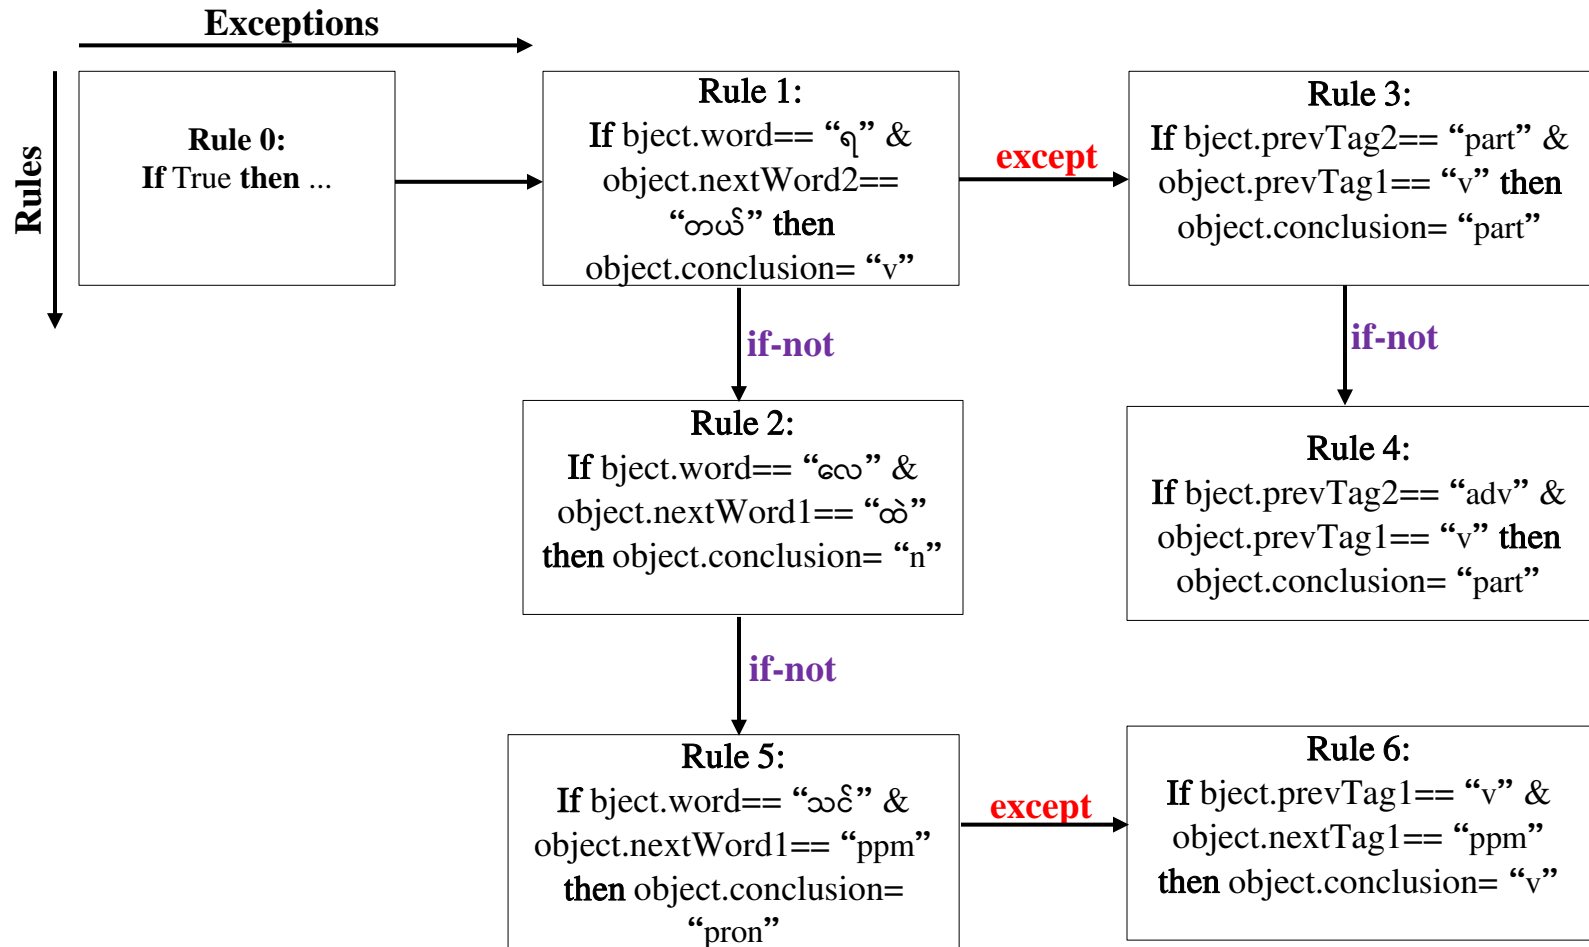 Exceptions
Rules
Rule 0:
If True then ...
Rule 1:
If bject.word== “ရ” &
object.nextWord2==
“တယ်” then
object.conclusion= “v”
except
Rule 3:
If bject.prevTag2== “part” &
object.prevTag1== “v” then
object.conclusion= “part”
if-not
if-not
Rule 2:
If bject.word== “လေ” &
object.nextWord1== “ထဲ”
then object.conclusion= “n”
Rule 4:
If bject.prevTag2== “adv” &
object.prevTag1== “v” then
object.conclusion= “part”
if-not
Rule 5:
If bject.word== “သင်” &
object.nextWord1== “ppm”
then object.conclusion=
“pron”
except
Rule 6:
If bject.prevTag1== “v” &
object.nextTag1== “ppm”
then object.conclusion= “v”